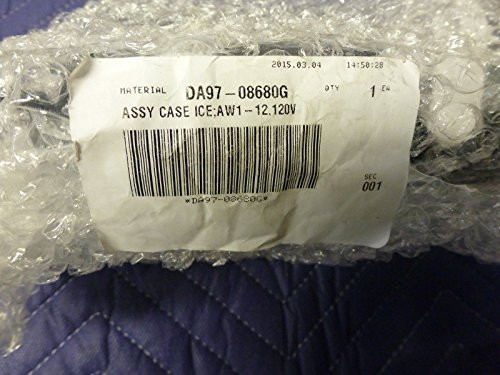 2015.03.04 14:50:28
MATERIAL DA97-08680G QTY 1 EA
ASSY CASE ICE;AW1-12,120V
SEC
001
*DA97-08680G*